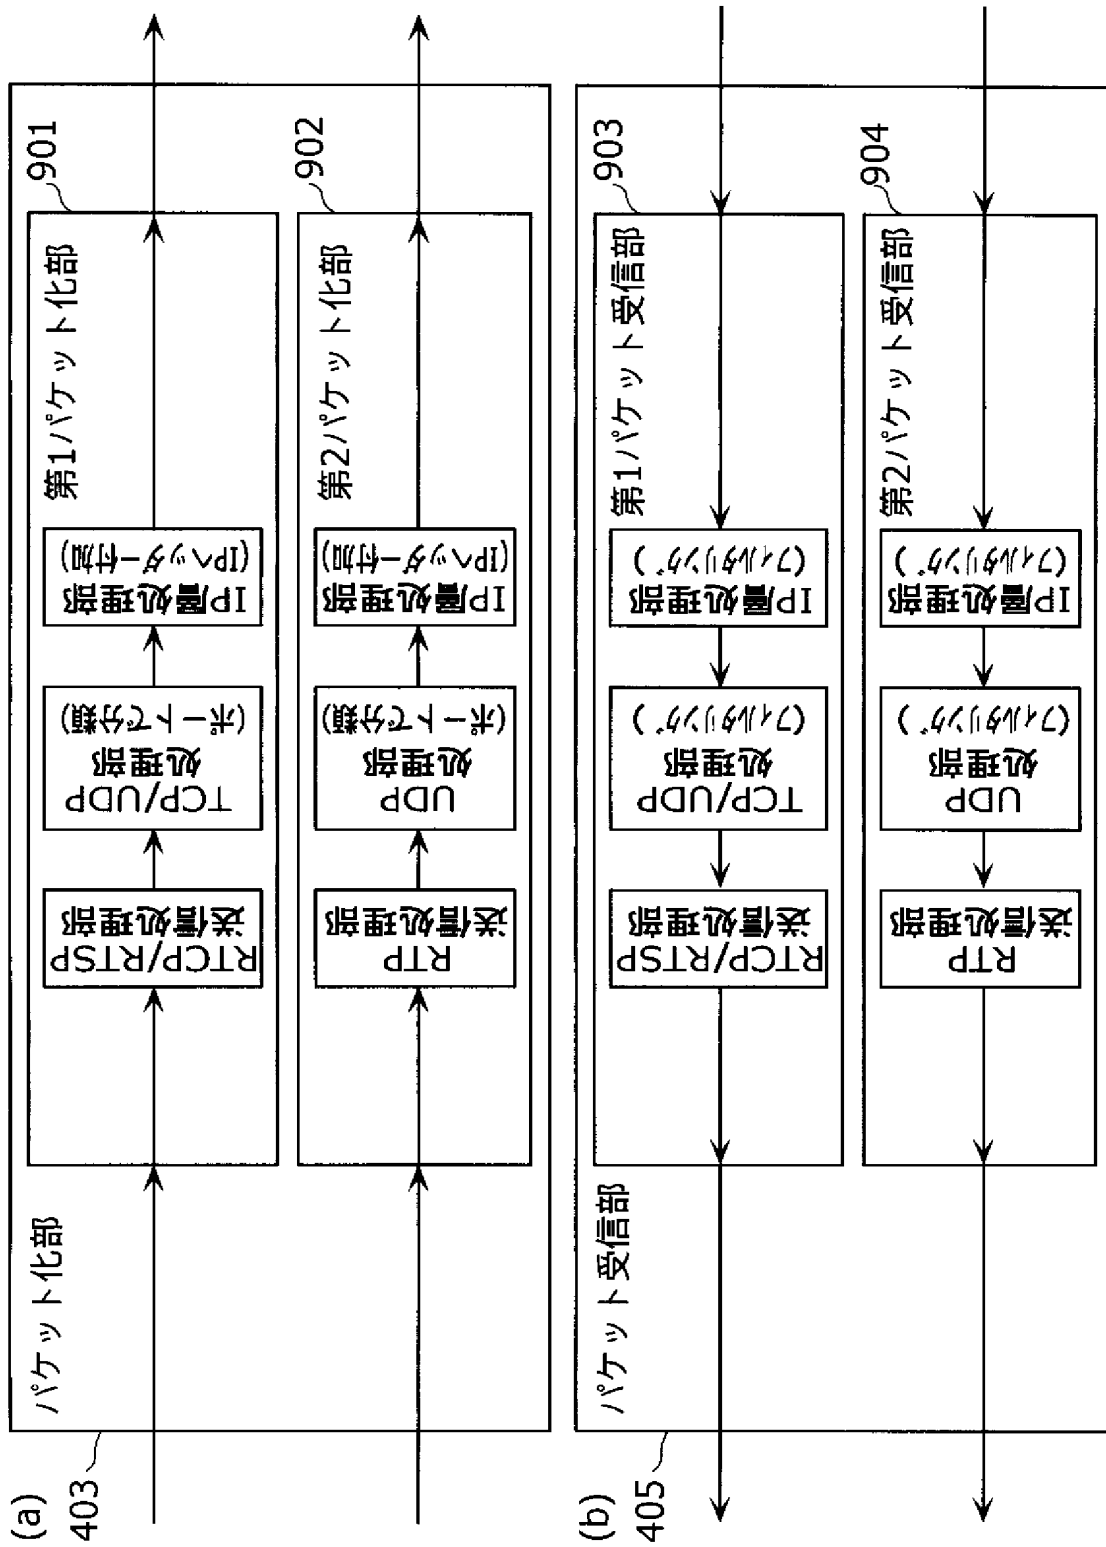 (a)
403
パケット化部
901
第1パケット化部
RTCP/RTSP
送信処理部
TCP/UDP
処理部
(ポートで分類)
IP層処理部
(IPヘッダー付加)
902
第2パケット化部
RTP
送信処理部
UDP
処理部
(ポートで分類)
IP層処理部
(IPヘッダー付加)
(b)
405
パケット受信部
903
第1パケット受信部
RTCP/RTSP
送信処理部
TCP/UDP
処理部
(フィルタリング)
IP層処理部
(フィルタリング)
904
第2パケット受信部
RTP
送信処理部
UDP
処理部
(フィルタリング)
IP層処理部
(フィルタリング)